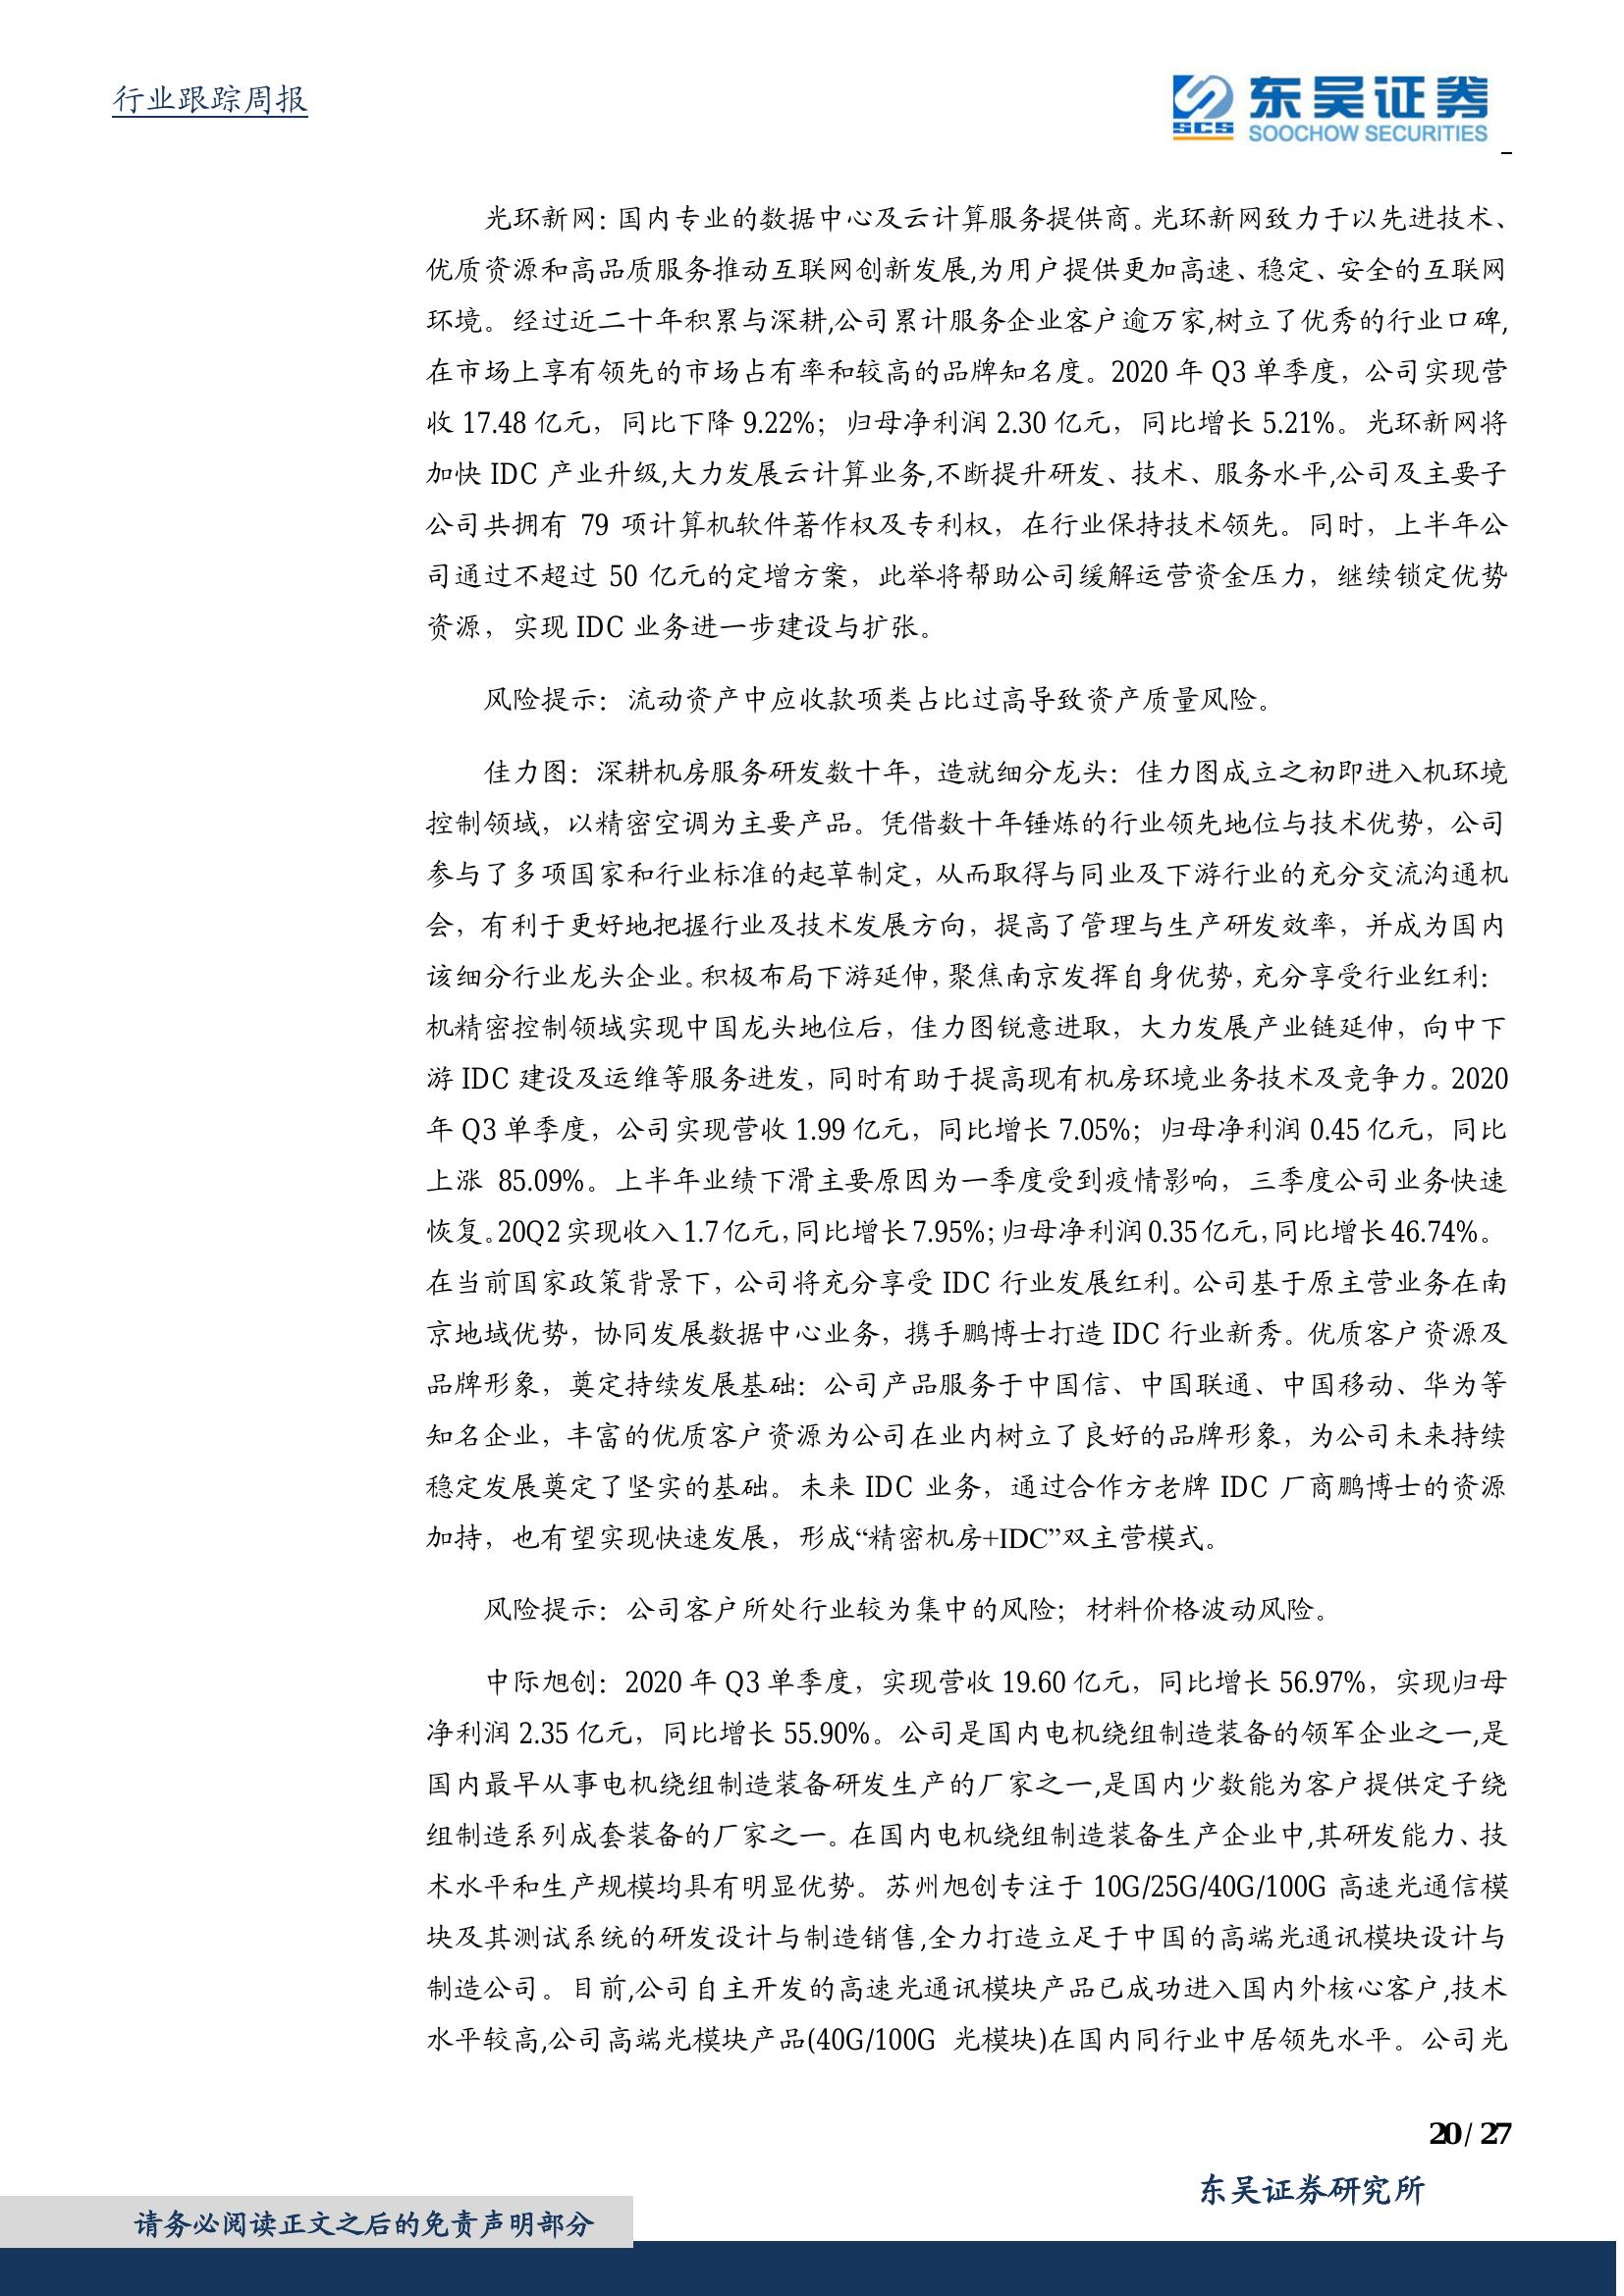 行业跟踪周报
SCS
东吴证券
SOOCHOW SECURITIES
光环新网：国内专业的数据中心及云计算服务提供商。光环新网致力于以先进技术、
优质资源和高品质服务推动互联网创新发展,为用户提供更加高速、稳定、安全的互联网
环境。经过近二十年积累与深耕,公司累计服务企业客户逾万家,树立了优秀的行业口碑,
在市场上享有领先的市场占有率和较高的品牌知名度。2020 年 Q3 单季度，公司实现营
收 17.48 亿元，同比下降 9.22%；归母净利润 2.30 亿元，同比增长 5.21%。光环新网将
加快 IDC 产业升级,大力发展云计算业务,不断提升研发、技术、服务水平,公司及主要子
公司共拥有 79 项计算机软件著作权及专利权，在行业保持技术领先。同时，上半年公
司通过不超过 50 亿元的定增方案，此举将帮助公司缓解运营资金压力，继续锁定优势
资源，实现 IDC 业务进一步建设与扩张。
风险提示：流动资产中应收款项类占比过高导致资产质量风险。
佳力图：深耕机房服务研发数十年，造就细分龙头：佳力图成立之初即进入机环境
控制领域，以精密空调为主要产品。凭借数十年锤炼的行业领先地位与技术优势，公司
参与了多项国家和行业标准的起草制定，从而取得与同业及下游行业的充分交流沟通机
会，有利于更好地把握行业及技术发展方向，提高了管理与生产研发效率，并成为国内
该细分行业龙头企业。积极布局下游延伸，聚焦南京发挥自身优势，充分享受行业红利：
机精密控制领域实现中国龙头地位后，佳力图锐意进取，大力发展产业链延伸，向中下
游 IDC 建设及运维等服务进发，同时有助于提高现有机房环境业务技术及竞争力。2020
年 Q3 单季度，公司实现营收 1.99 亿元，同比增长 7.05%；归母净利润 0.45 亿元，同比
上涨 85.09%。上半年业绩下滑主要原因为一季度受到疫情影响，三季度公司业务快速
恢复。20Q2 实现收入 1.7 亿元，同比增长 7.95%；归母净利润 0.35 亿元，同比增长 46.74%。
在当前国家政策背景下，公司将充分享受 IDC 行业发展红利。公司基于原主营业务在南
京地域优势，协同发展数据中心业务，携手鹏博士打造 IDC 行业新秀。优质客户资源及
品牌形象，奠定持续发展基础：公司产品服务于中国信、中国联通、中国移动、华为等
知名企业，丰富的优质客户资源为公司在业内树立了良好的品牌形象，为公司未来持续
稳定发展奠定了坚实的基础。未来 IDC 业务，通过合作方老牌 IDC 厂商鹏博士的资源
加持，也有望实现快速发展，形成“精密机房+IDC”双主营模式。
风险提示：公司客户所处行业较为集中的风险；材料价格波动风险。
中际旭创：2020 年 Q3 单季度，实现营收 19.60 亿元，同比增长 56.97%，实现归母
净利润 2.35 亿元，同比增长 55.90%。公司是国内电机绕组制造装备的领军企业之一,是
国内最早从事电机绕组制造装备研发生产的厂家之一,是国内少数能为客户提供定子绕
组制造系列成套装备的厂家之一。在国内电机绕组制造装备生产企业中,其研发能力、技
术水平和生产规模均具有明显优势。苏州旭创专注于 10G/25G/40G/100G 高速光通信模
块及其测试系统的研发设计与制造销售,全力打造立足于中国的高端光通讯模块设计与
制造公司。目前,公司自主开发的高速光通讯模块产品已成功进入国内外核心客户,技术
水平较高,公司高端光模块产品(40G/100G 光模块)在国内同行业中居领先水平。公司光
20 / 27
东吴证券研究所
请务必阅读正文之后的免责声明部分